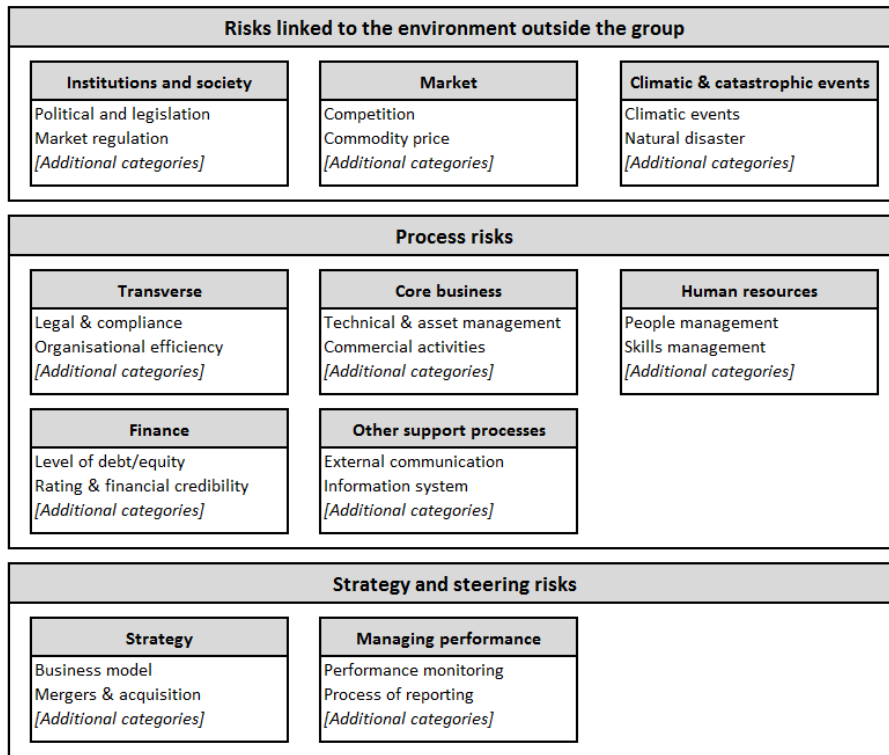 Risks linked to the environment outside the group
Institutions and society
Political and legislation
Market regulation
[Additional categories]
Market
Competition
Commodity price
[Additional categories]
Climatic & catastrophic events
Climatic events
Natural disaster
[Additional categories]
Process risks
Transverse
Legal & compliance
Organisational efficiency
[Additional categories]
Core business
Technical & asset management
Commercial activities
[Additional categories]
Human resources
People management
Skills management
[Additional categories]
Finance
Level of debt/equity
Rating & financial credibility
[Additional categories]
Other support processes
External communication
Information system
[Additional categories]
Strategy and steering risks
Strategy
Business model
Mergers & acquisition
[Additional categories]
Managing performance
Performance monitoring
Process of reporting
[Additional categories]